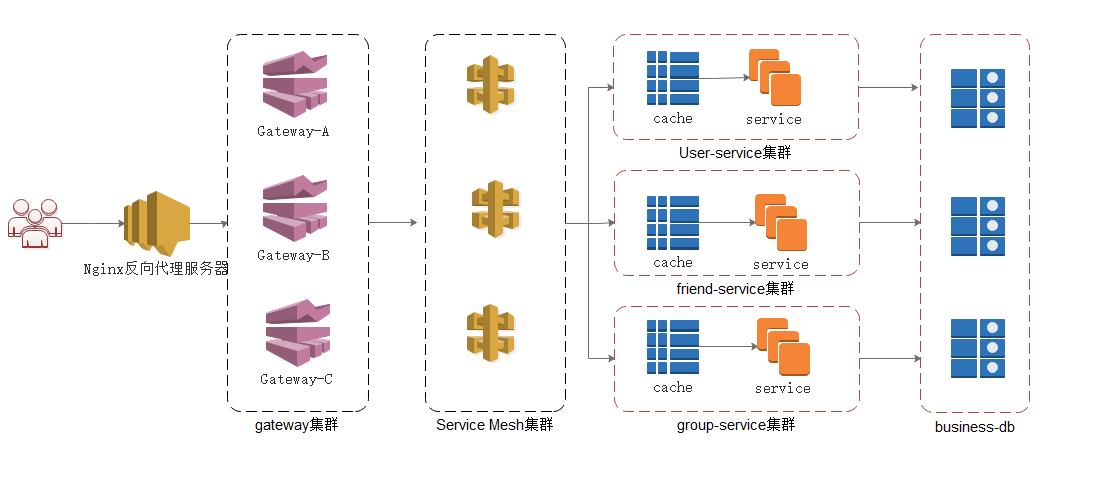 Nginx反向代理服务器
Gateway-A
Gateway-B
Gateway-C
gateway集群
Service Mesh集群
cache
service
User-service集群
cache
service
friend-service集群
cache
service
group-service集群
business-db